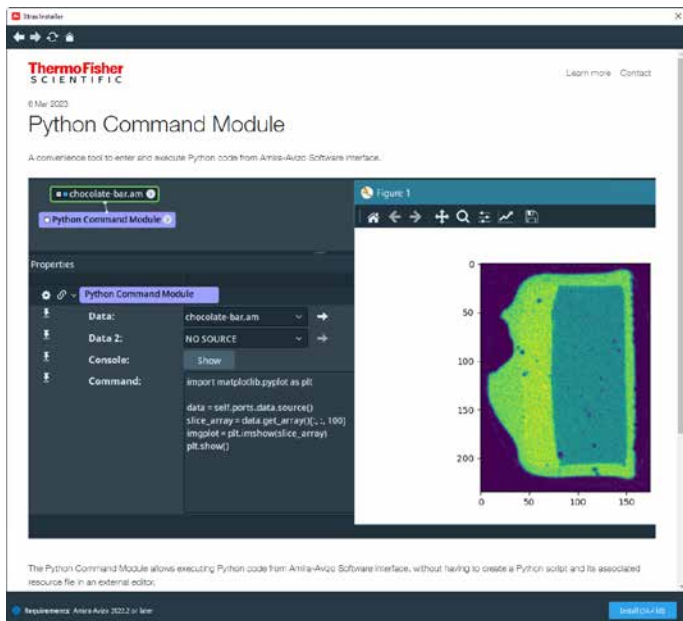 Xtras Installer
ThermoFisher
SCIENTIFIC
Learn more Contact
6 Mar 2023
Python Command Module
A convenience tool to enter and execute Python code from Amira-Avizo Software interface.
chocolate-bar.am
Python Command Module
Figure 1
Properties
Python Command Module
Data: chocolate-bar.am
Data 2: NO SOURCE
Console: Show
Command: import matplotlib.pyplot as plt
data = self.ports.data.source()
slice_array = data.get_array()[:, :, 100]
imgplot = plt.imshow(slice_array)
plt.show()
0
50
100
150
200
0 50 100 150
The Python Command Module allows executing Python code from Amira-Avizo Software interface, without having to create a Python script and its associated
resource file in an external editor.
Requirements: Amira-Avizo 2022.2 or later
Install